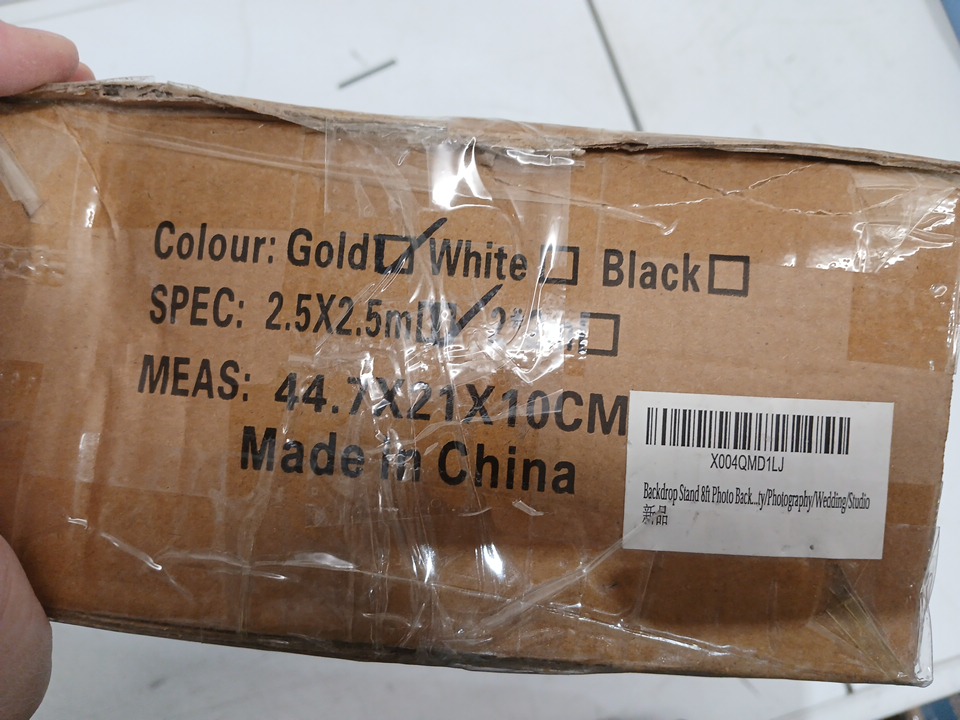 Colour: Gold White Black
SPEC: 2.5X2.5m
MEAS: 44.7X21X10CM
Made in China
X004QMD1LJ
Backdrop Stand 8ft Photo Back...ty/Photography/Wedding/Studio
新品